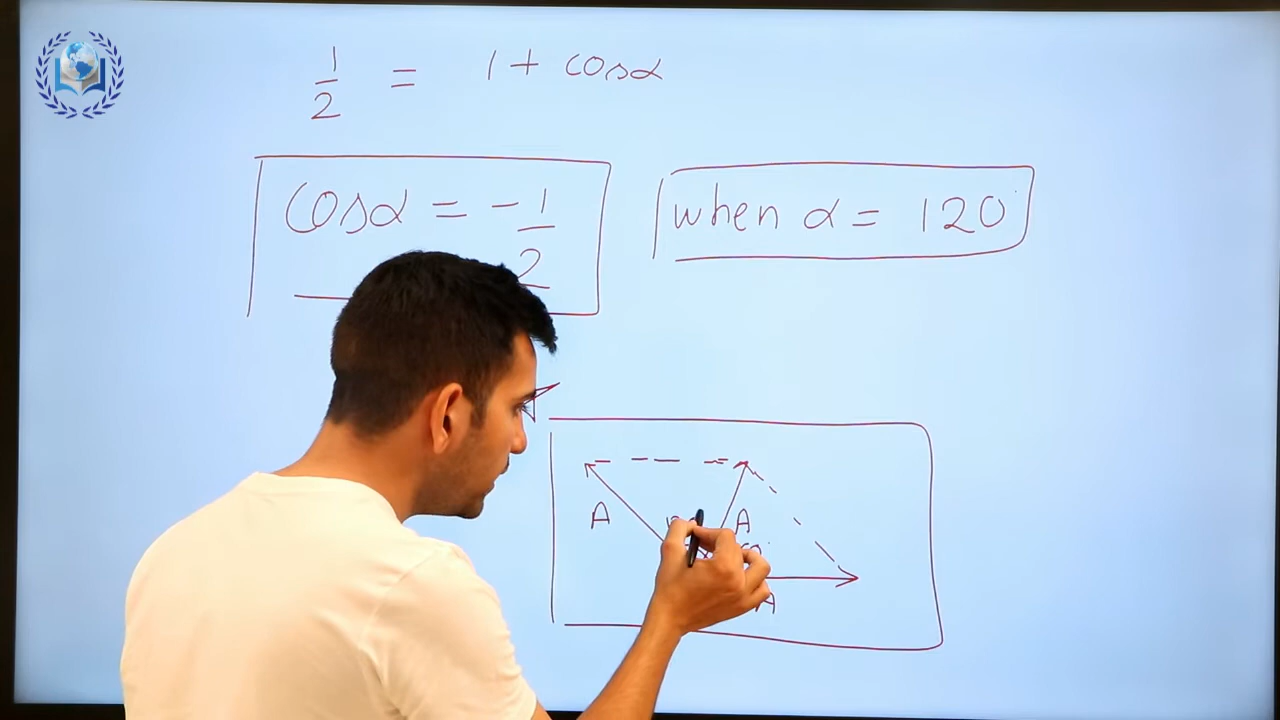 1/2 = 1 + cosα
cosα = -1/2
when α = 120°
A
A
A